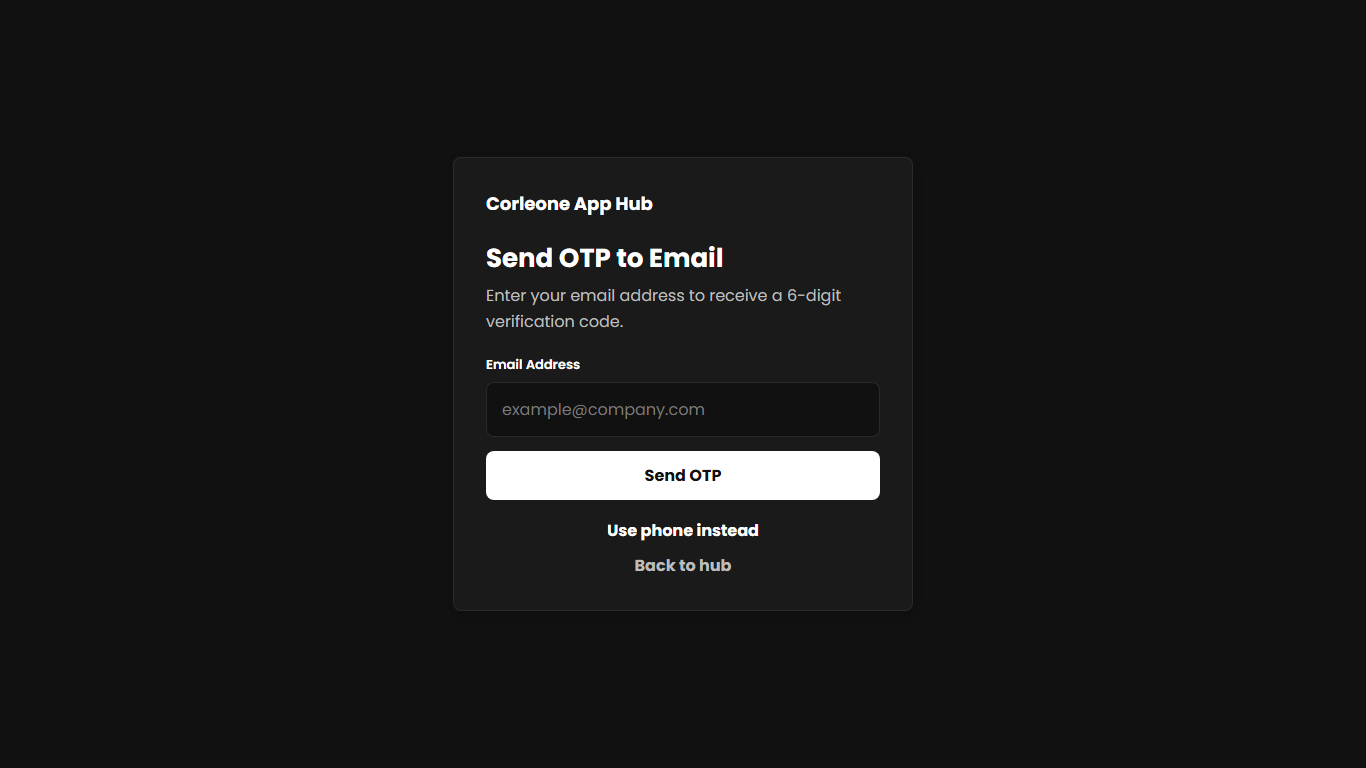 Corleone App Hub
Send OTP to Email
Enter your email address to receive a 6-digit
verification code.
Email Address
example@company.com
Send OTP
Use phone instead
Back to hub